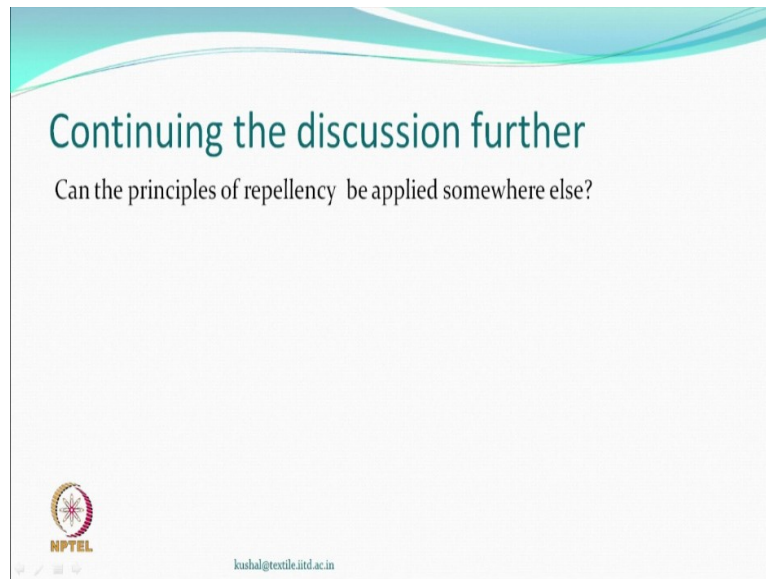 Continuing the discussion further
Can the principles of repellency be applied somewhere else?
NPTEL
kushal@textile.iitd.ac.in